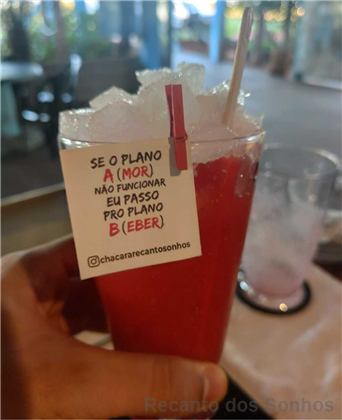 SE O PLANO
A (MOR)
NÃO FUNCIONAR
EU PASSO
PRO PLANO
B (EBER)
chacararecantosonhos
Recanto dos Sonhos